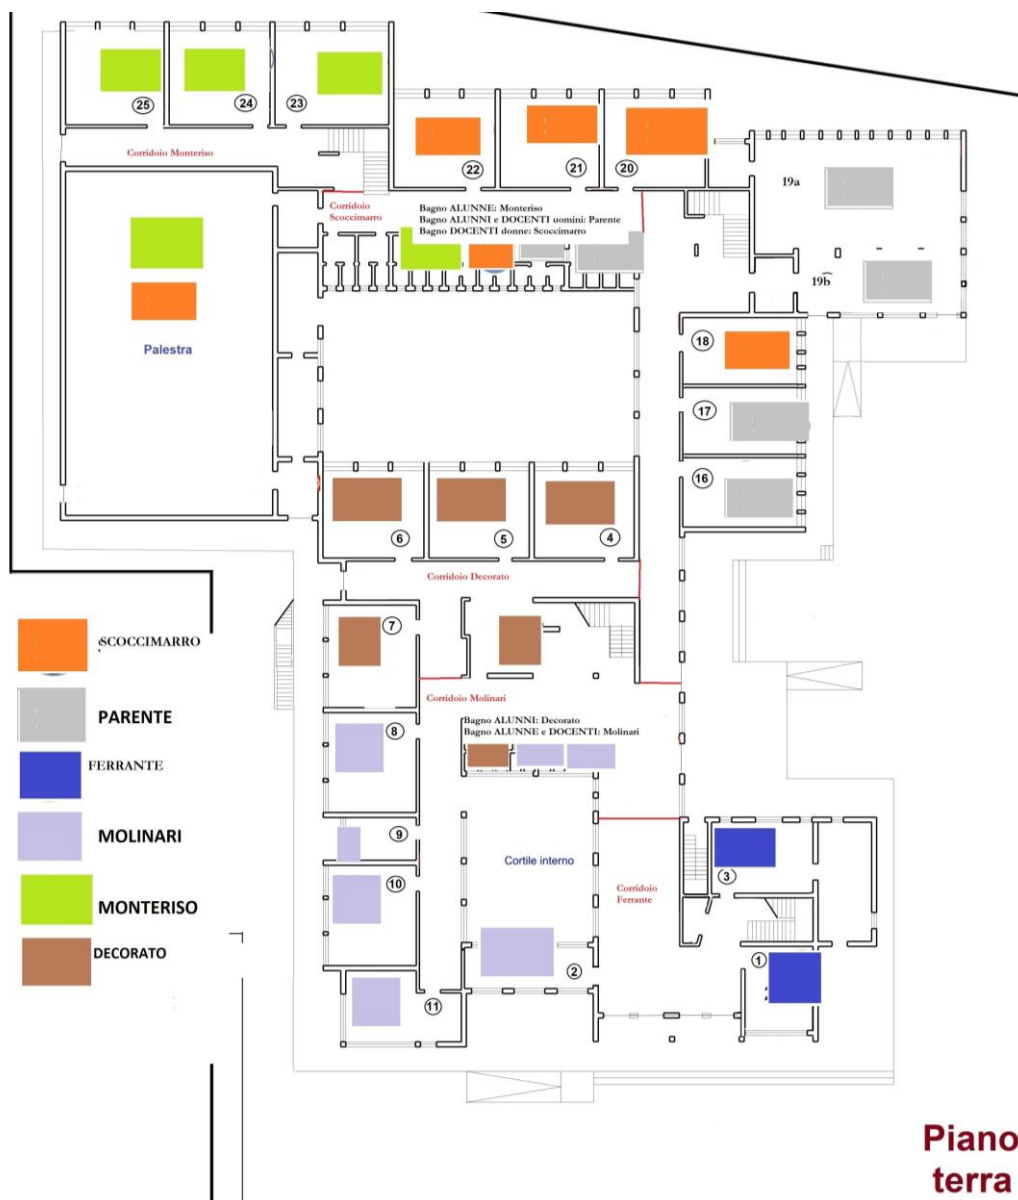 25
24
23
22
21
20
Corridoio Monteriso
Corridoio
Scoccimarro
Bagno ALUNNE: Monteriso
Bagno ALUNNI e DOCENTI uomini: Parente
Bagno DOCENTI donne: Scoccimarro
19a
19b
Palestra
18
17
16
6
5
4
Corridoio Decorato
7
Corridoio Molinari
Bagno ALUNNI: Decorato
Bagno ALUNNE e DOCENTI: Molinari
8
9
10
11
Cortile interno
2
Corridoio
Ferrante
3
1
SCOCCIMARRO
PARENTE
FERRANTE
MOLINARI
MONTERISO
DECORATO
Piano
terra